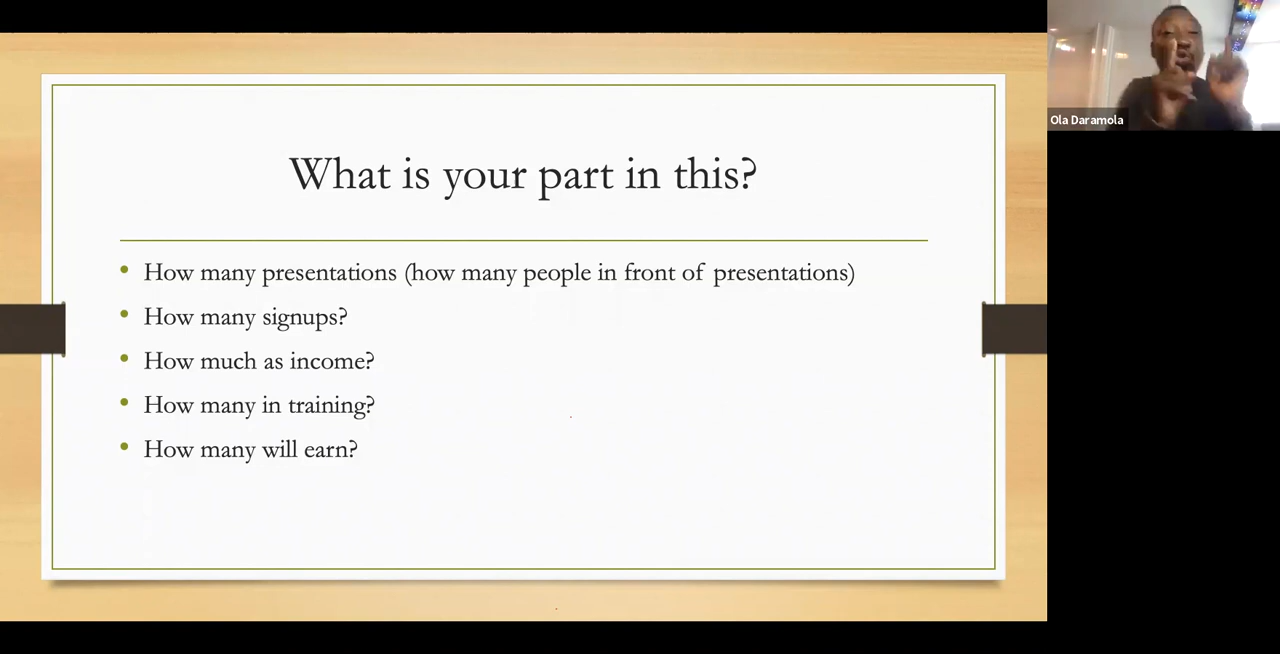 What is your part in this?
How many presentations (how many people in front of presentations)
How many signups?
How much as income?
How many in training?
How many will earn?
Ola Daramola